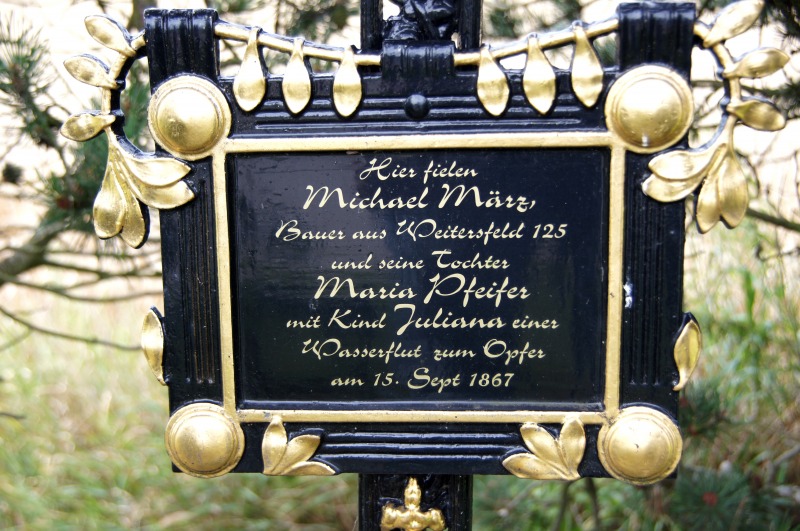 Hier fielen
Michael März,
Bauer aus Weitersfeld 125
und seine Tochter
Maria Pfeifer
mit Kind Juliana einer
Wasserflut zum Opfer
am 15. Sept 1867